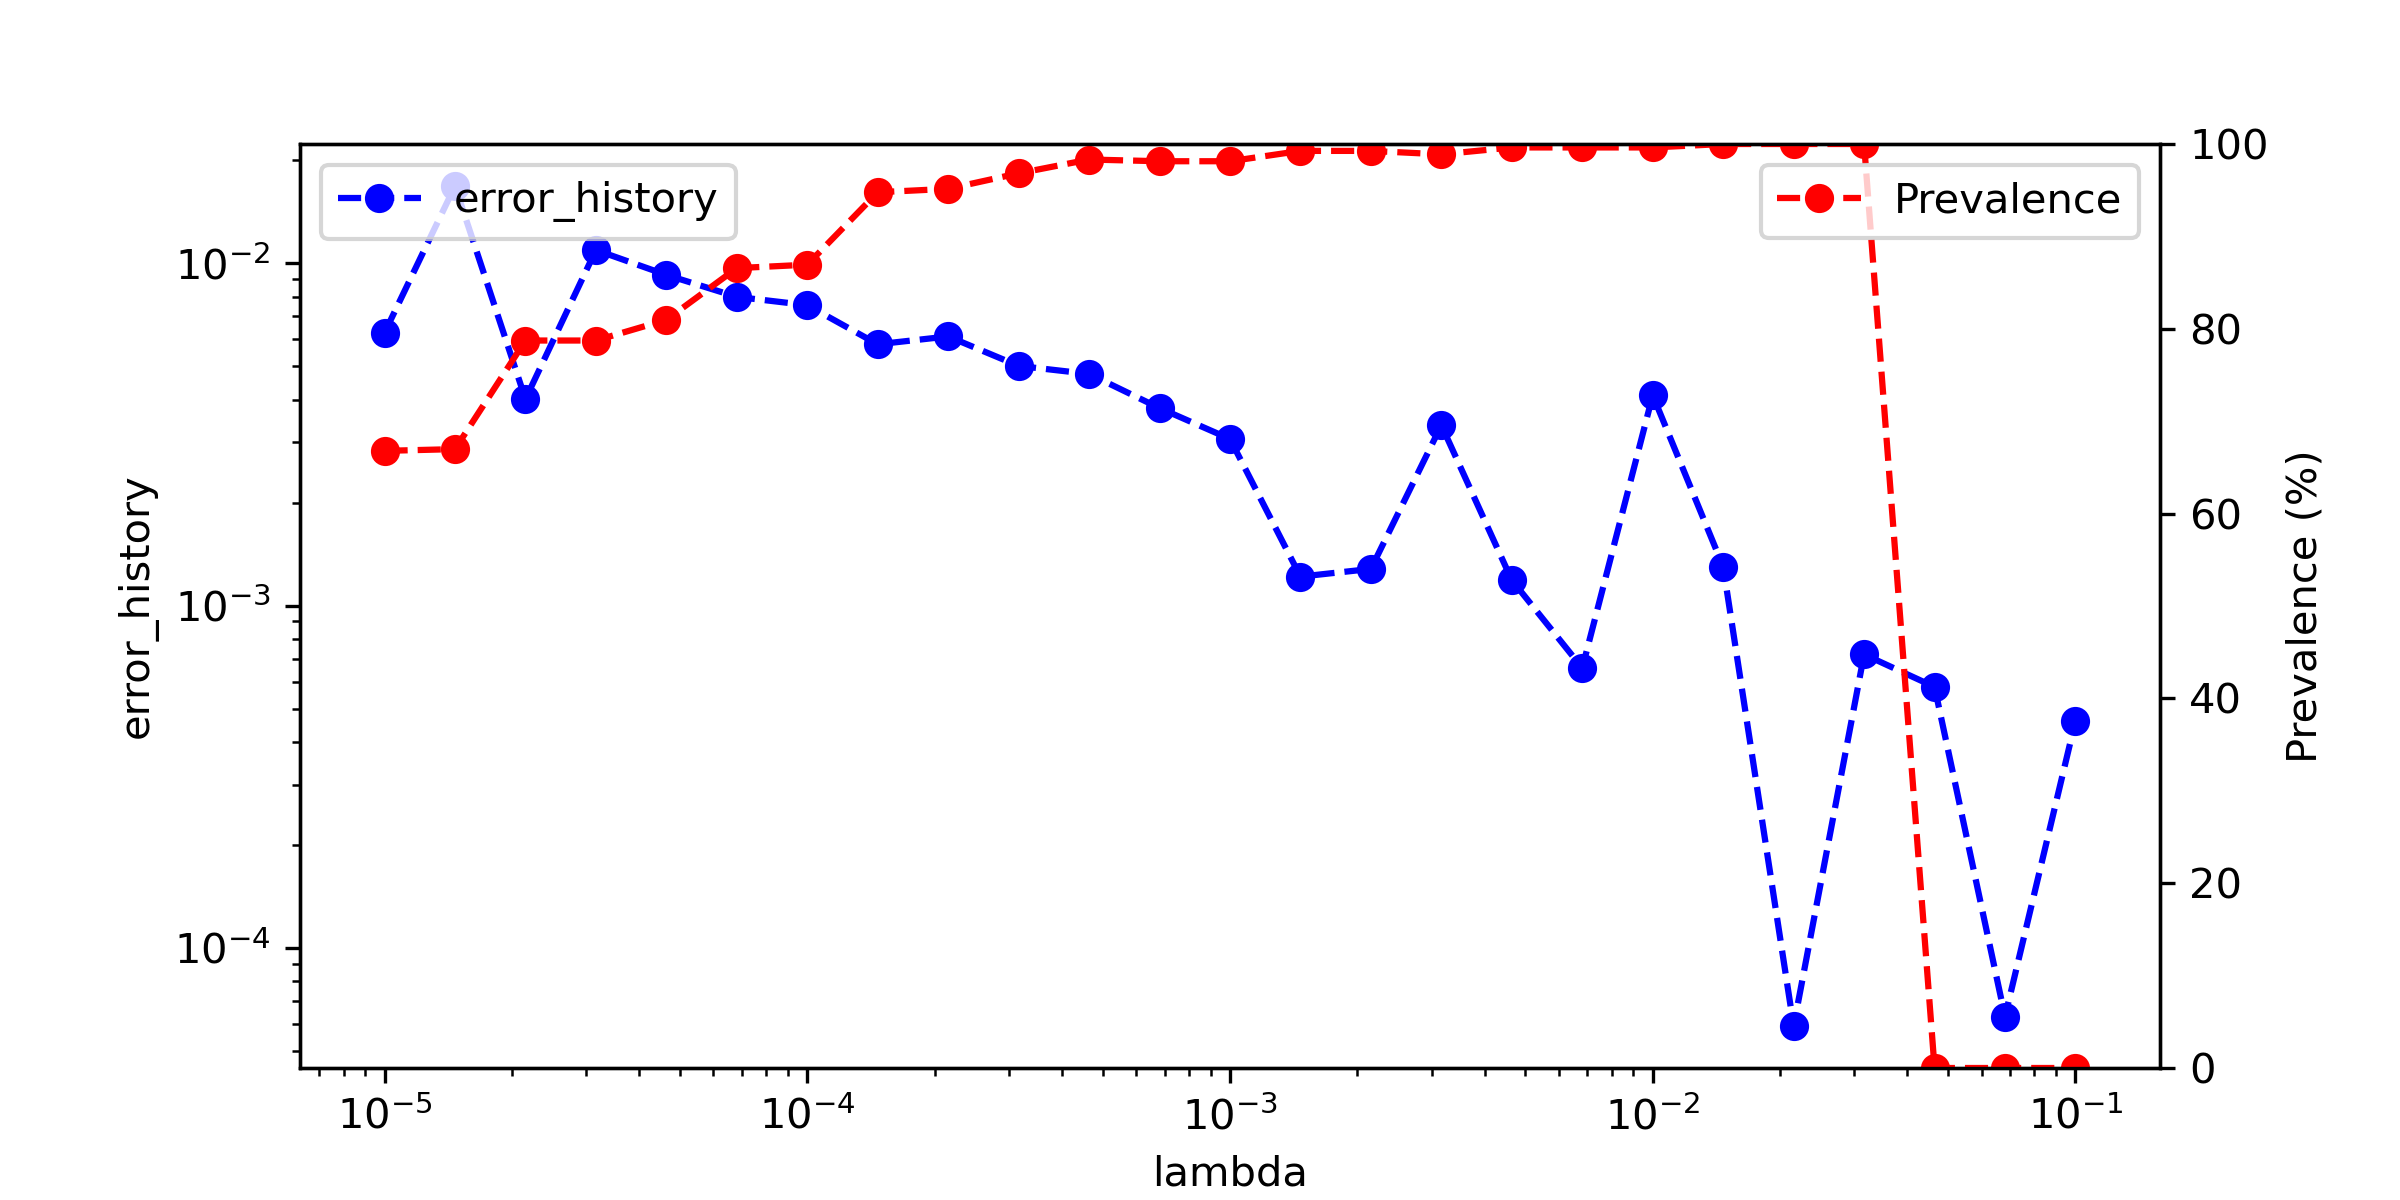 error_history
Prevalence
10⁻²
10⁻³
10⁻⁴
error_history
100
80
60
40
20
0
Prevalence (%)
10⁻⁵
10⁻⁴
10⁻³
10⁻²
10⁻¹
lambda